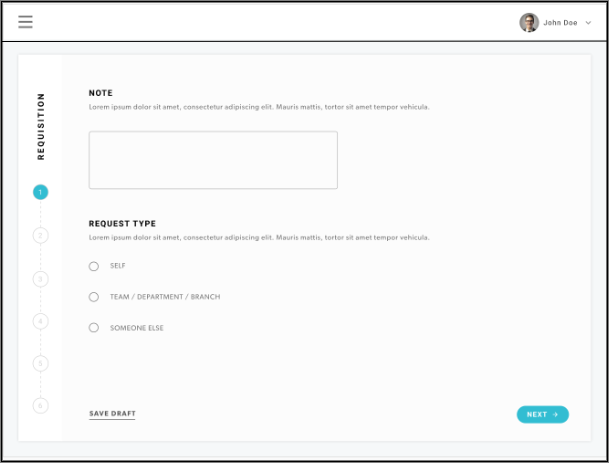 John Doe
REQUISITION
1
2
3
4
5
6
NOTE
Lorem ipsum dolor sit amet, consectetur adipiscing elit. Mauris mattis, tortor sit amet tempor vehicula.
REQUEST TYPE
Lorem ipsum dolor sit amet, consectetur adipiscing elit. Mauris mattis, tortor sit amet tempor vehicula.
SELF
TEAM / DEPARTMENT / BRANCH
SOMEONE ELSE
SAVE DRAFT
NEXT →